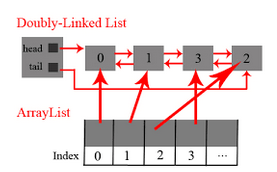 Doubly-Linked List
head
tail
0 1 3 2
ArrayList
Index 0 1 2 3 ...